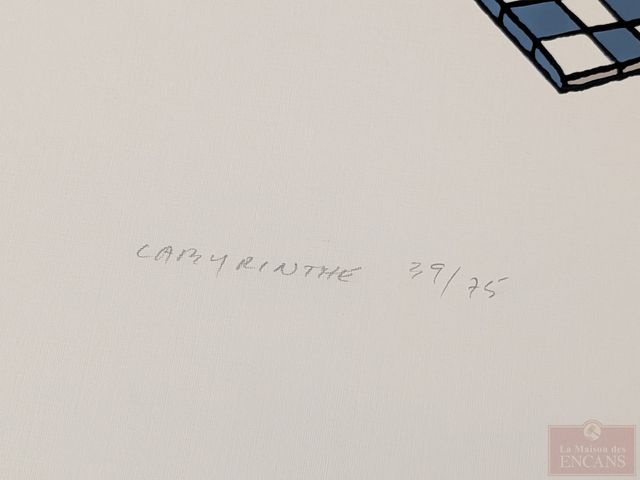 LABYRINTHE 39/75
La Maison des
ENCANS